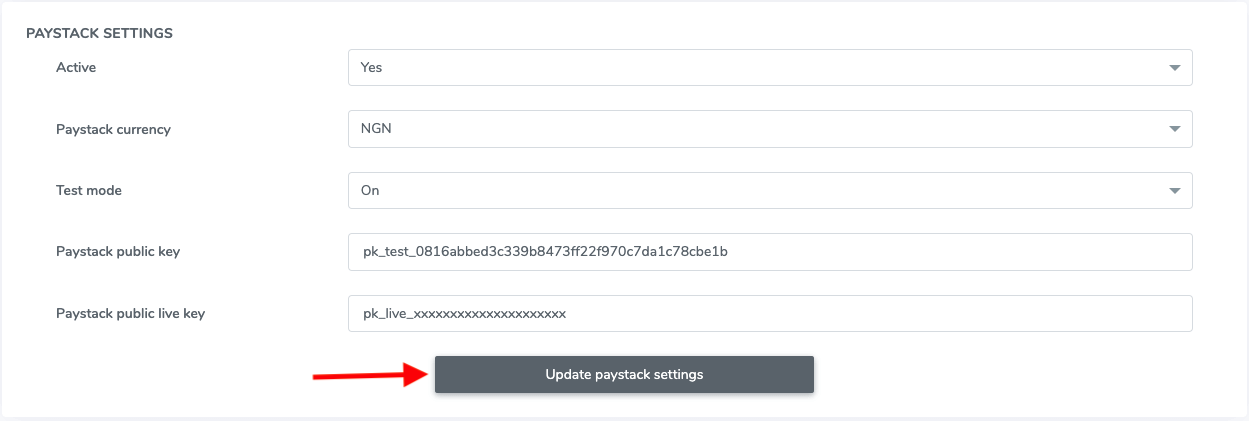 PAYSTACK SETTINGS
Active Yes
Paystack currency NGN
Test mode On
Paystack public key pk_test_0816abbed3c339b8473ff22f970c7da1c78cbe1b
Paystack public live key pk_live_xxxxxxxxxxxxxxxxxxxxx
Update paystack settings